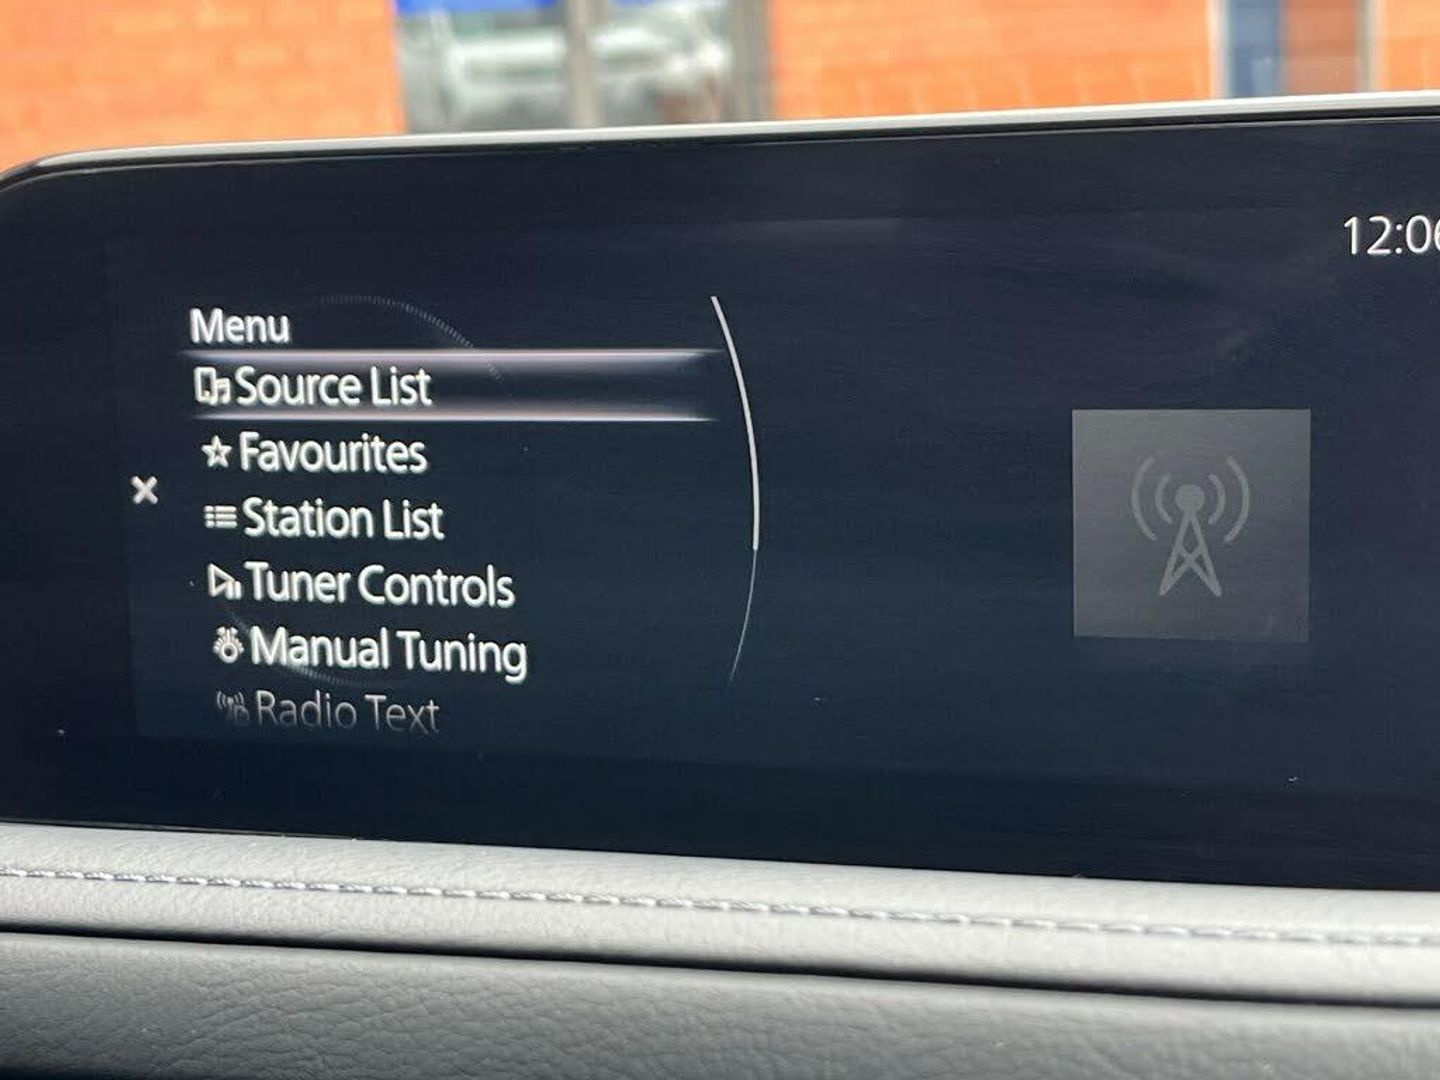 12:06
Menu
Source List
Favourites
Station List
Tuner Controls
Manual Tuning
Radio Text